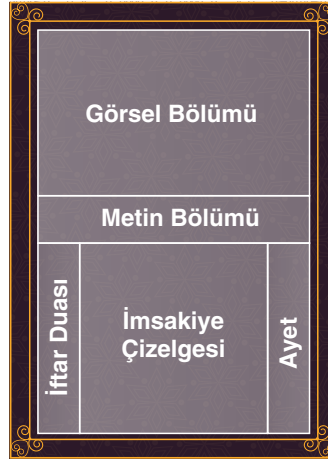 Görsel Bölümü
Metin Bölümü
İftar Duası
İmsakiye
Çizelgesi
Ayet